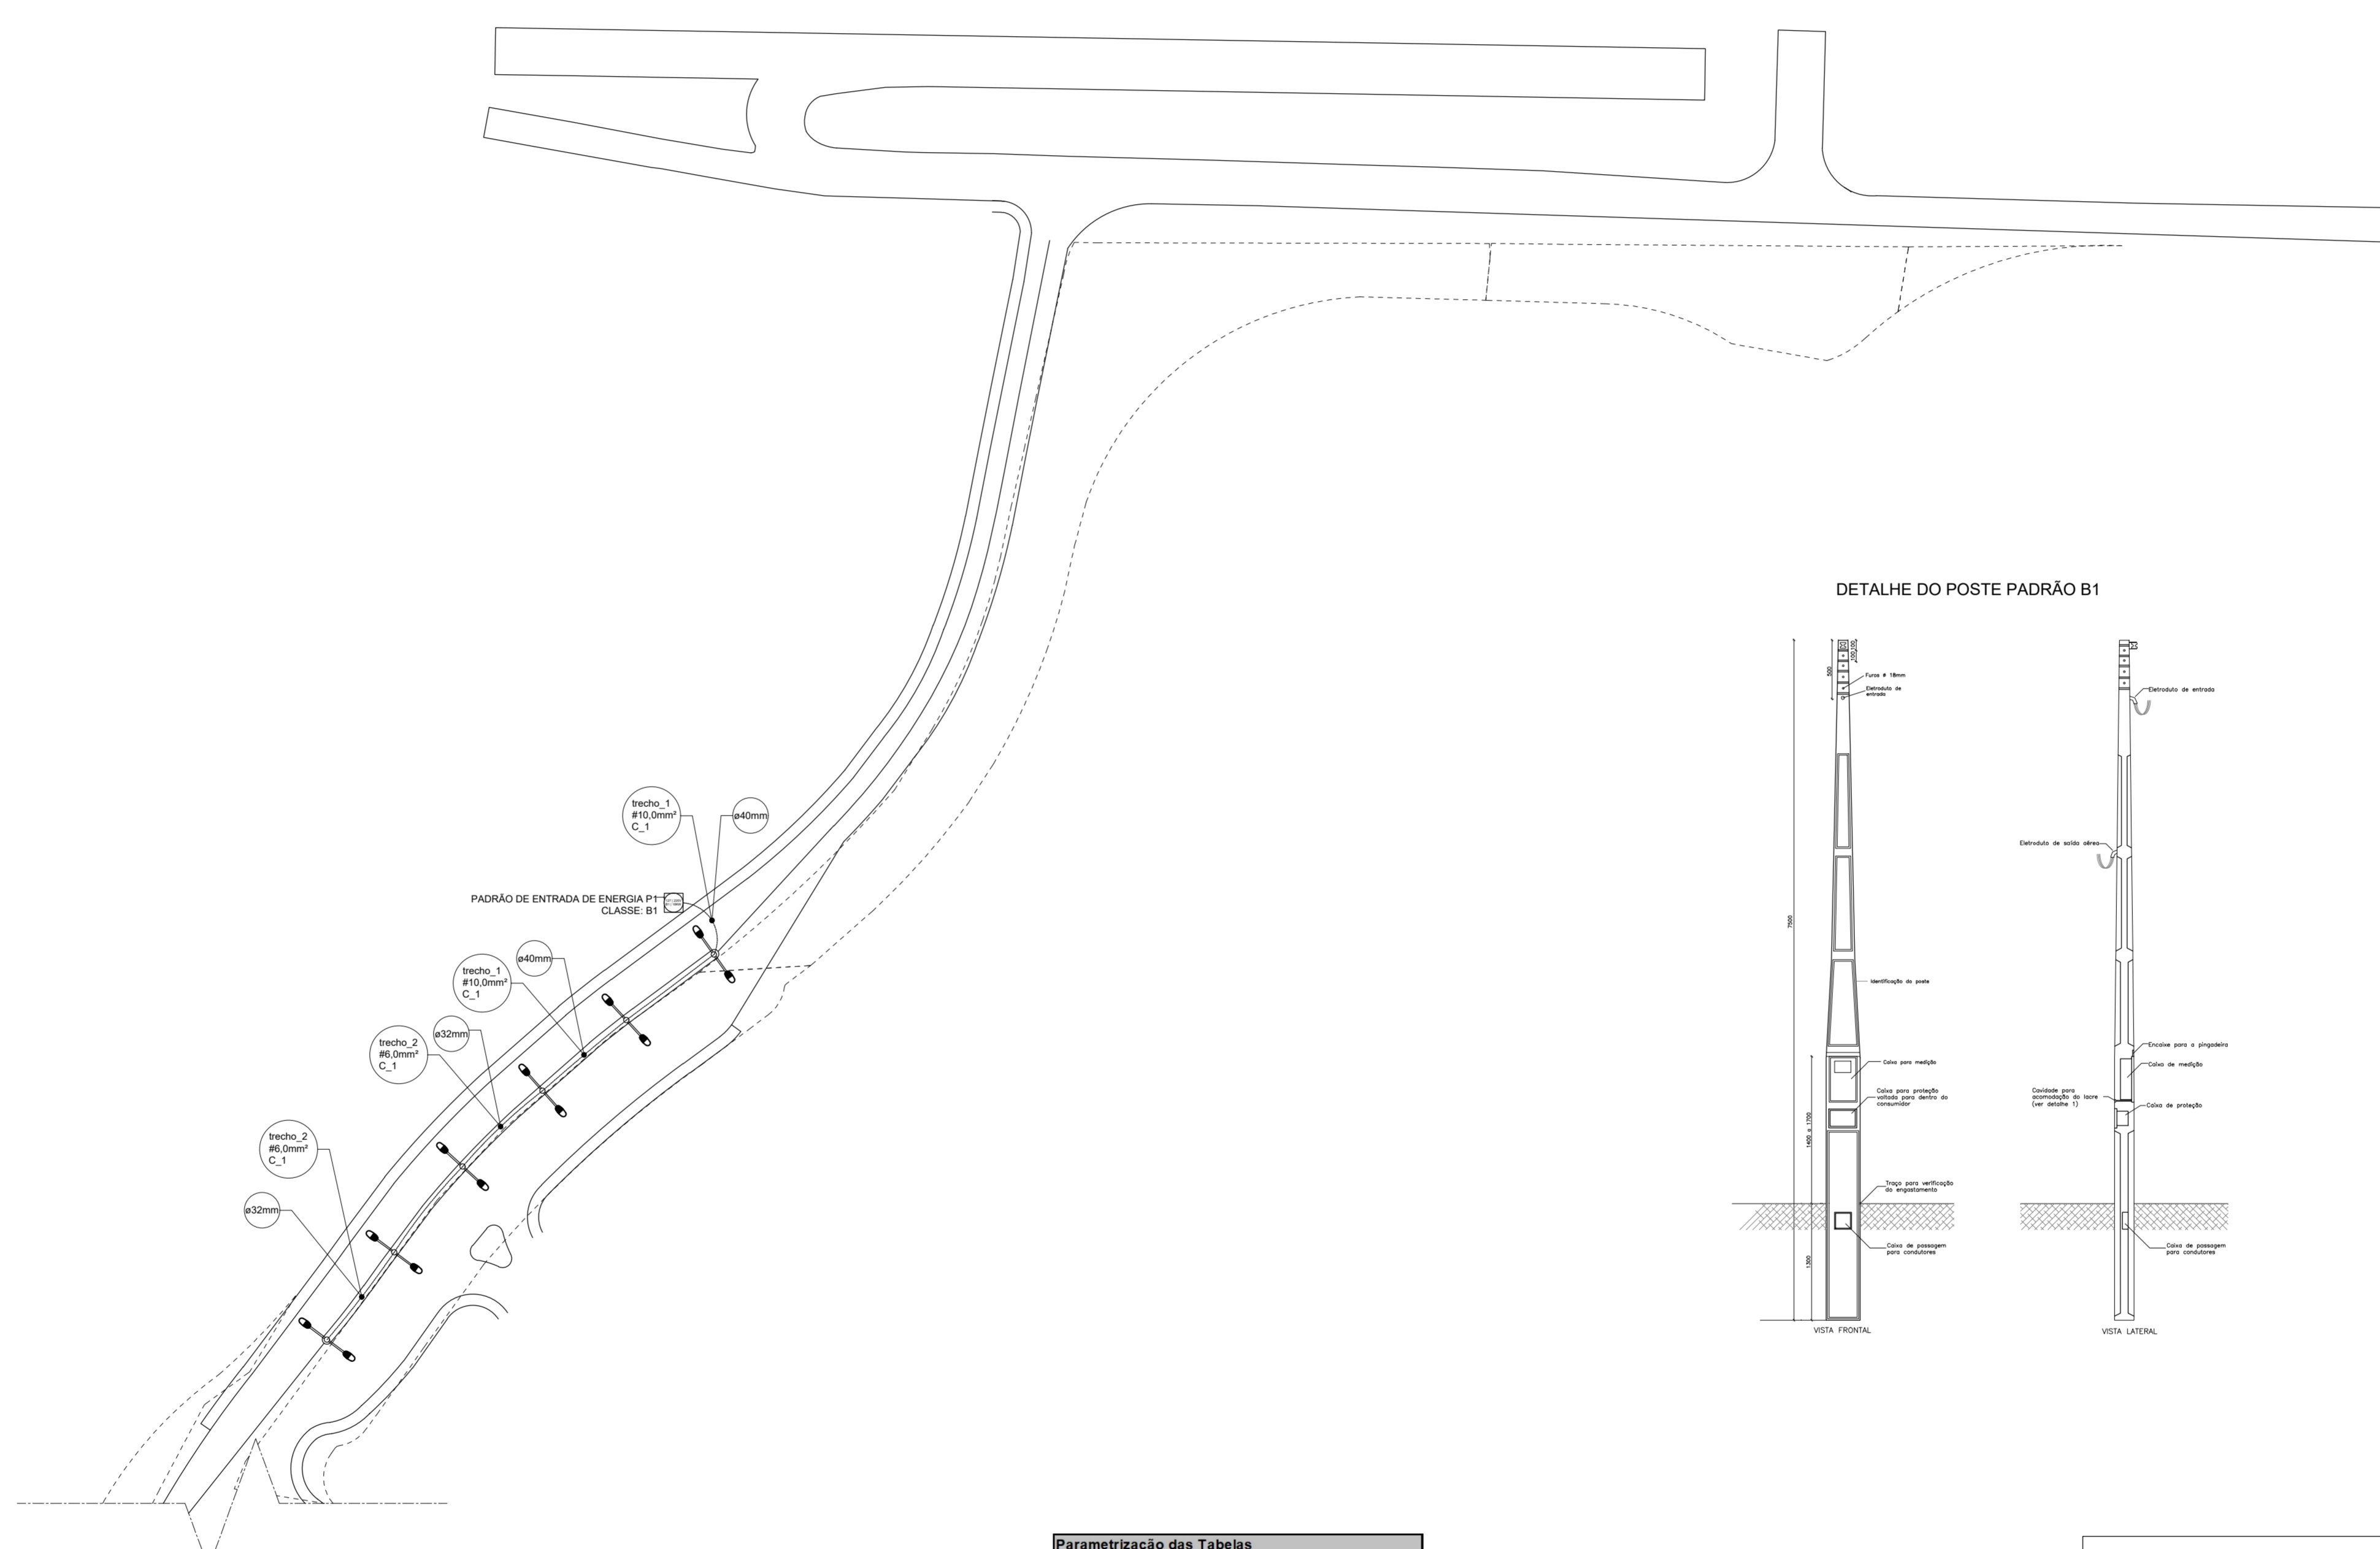 DETALHE DO POSTE PADRÃO B1
100
100
500
Furos # 18mm
Eletroduto de
entrada
Eletroduto de entrada
trecho_1
#10,0mm²
C_1
ø40mm
Eletroduto de saída aérea
PADRÃO DE ENTRADA DE ENERGIA P1
CLASSE: B1
7500
ø40mm
trecho_1
#10,0mm²
C_1
Identificação do poste
ø32mm
trecho_2
#6,0mm²
C_1
Caixa para medição
Encaixe para a pingadeira
Caixa de medição
Caixa para proteção
voltada para dentro do
consumidor
Cavidade para
acomodação do lacre
(ver detalhe 1)
Caixa de proteção
1400 a 1700
trecho_2
#6,0mm²
C_1
ø32mm
Traço para verificação
do engastamento
Caixa de passagem
para condutores
Caixa de passagem
para condutores
1300
VISTA FRONTAL
VISTA LATERAL
Parametrização das Tabelas